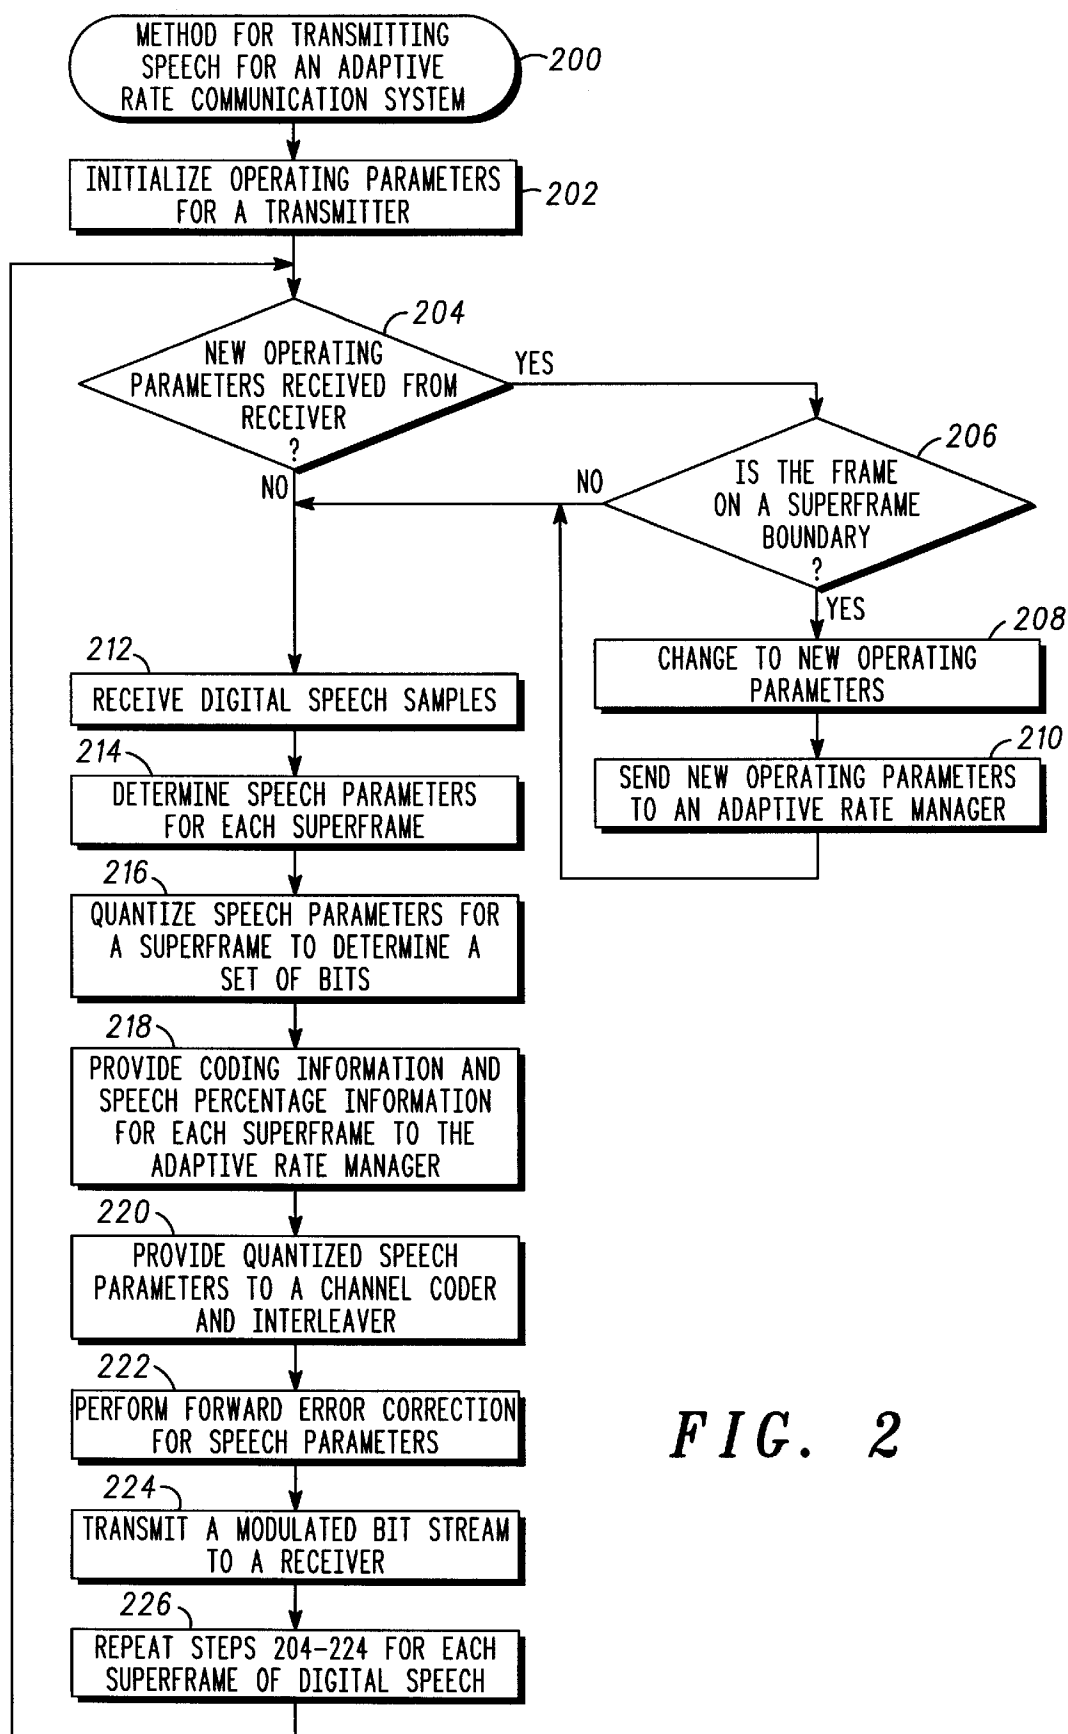 METHOD FOR TRANSMITTING
SPEECH FOR AN ADAPTIVE
RATE COMMUNICATION SYSTEM
200
INITIALIZE OPERATING PARAMETERS
FOR A TRANSMITTER
202
204
NEW OPERATING
PARAMETERS RECEIVED FROM
RECEIVER
?
YES
NO
206
IS THE FRAME
ON A SUPERFRAME
BOUNDARY
?
NO
YES
208
CHANGE TO NEW OPERATING
PARAMETERS
210
SEND NEW OPERATING PARAMETERS
TO AN ADAPTIVE RATE MANAGER
212
RECEIVE DIGITAL SPEECH SAMPLES
214
DETERMINE SPEECH PARAMETERS
FOR EACH SUPERFRAME
216
QUANTIZE SPEECH PARAMETERS FOR
A SUPERFRAME TO DETERMINE A
SET OF BITS
218
PROVIDE CODING INFORMATION AND
SPEECH PERCENTAGE INFORMATION
FOR EACH SUPERFRAME TO THE
ADAPTIVE RATE MANAGER
220
PROVIDE QUANTIZED SPEECH
PARAMETERS TO A CHANNEL CODER
AND INTERLEAVER
222
PERFORM FORWARD ERROR CORRECTION
FOR SPEECH PARAMETERS
224
TRANSMIT A MODULATED BIT STREAM
TO A RECEIVER
226
REPEAT STEPS 204-224 FOR EACH
SUPERFRAME OF DIGITAL SPEECH
FIG. 2